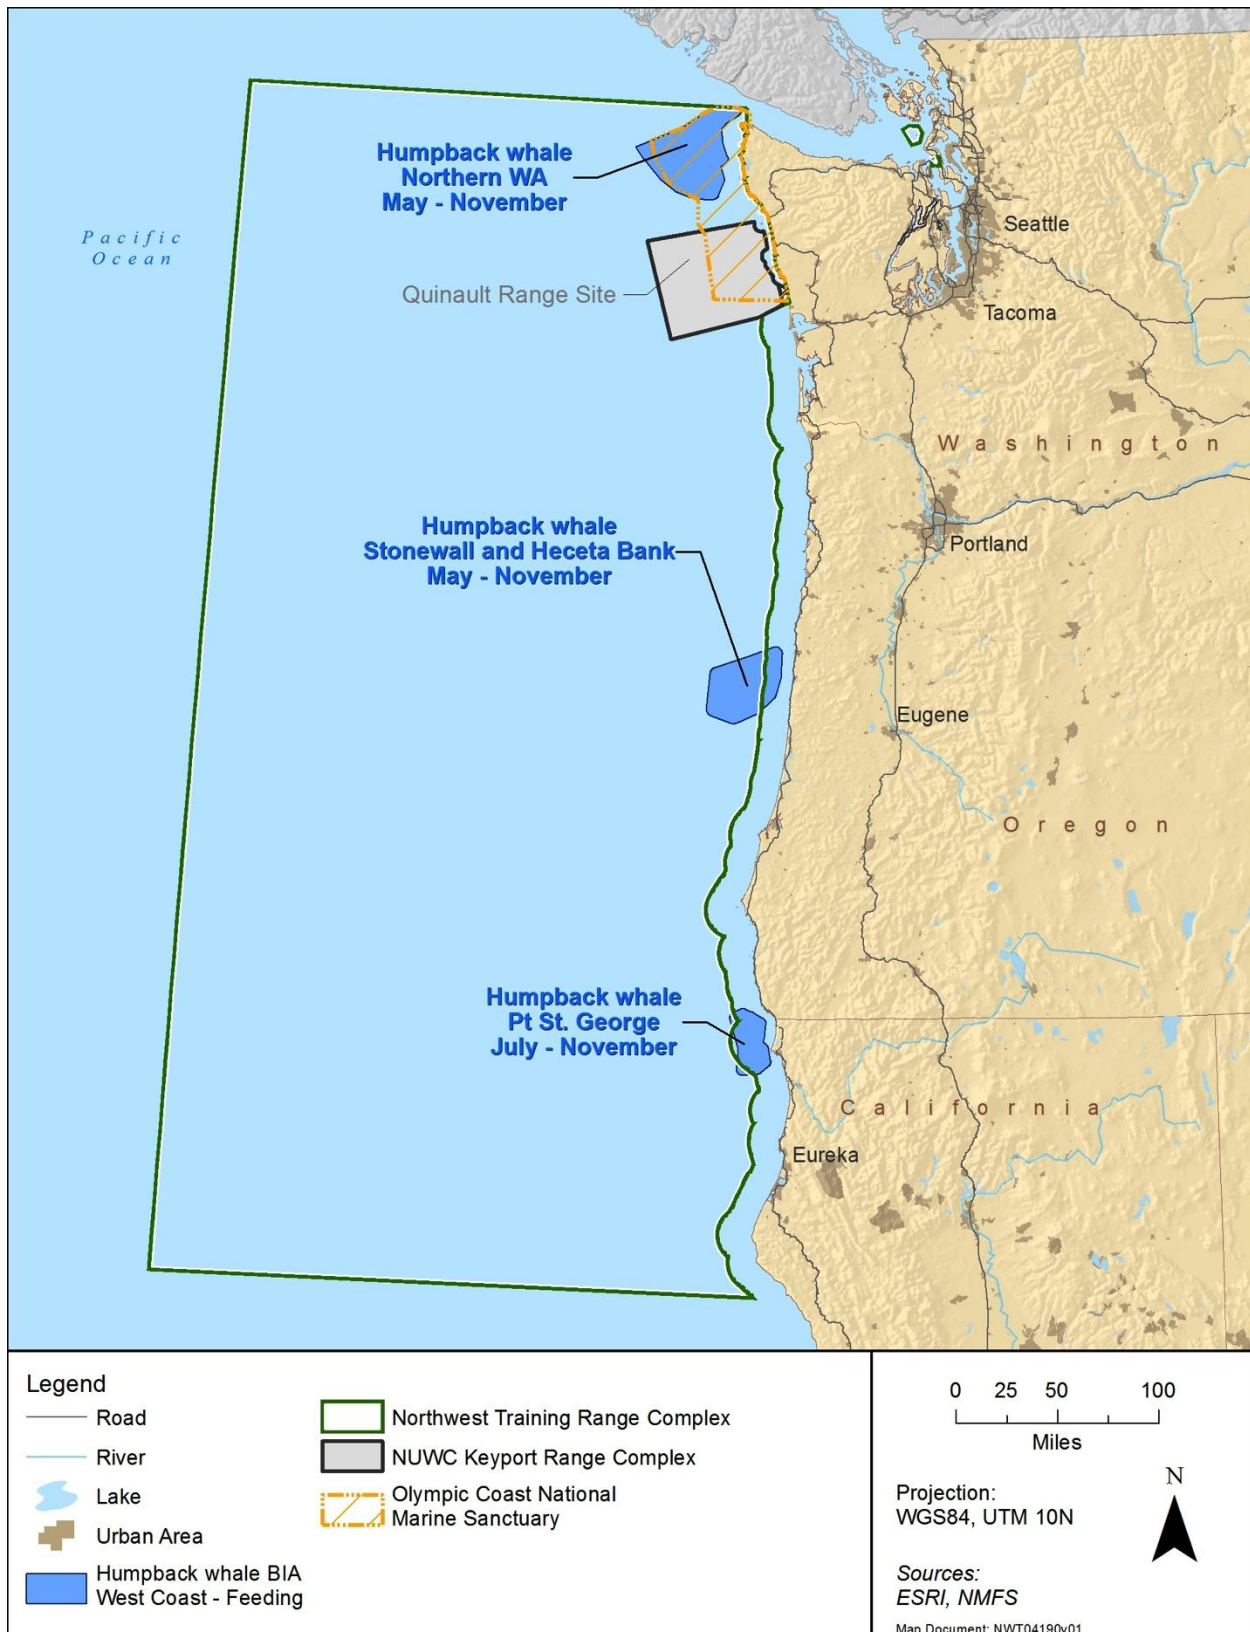 Humpback whale
Northern WA
May - November
Pacific
Ocean
Seattle
Quinault Range Site
Tacoma
Washington
Humpback whale
Stonewall and Heceta Bank
May - November
Portland
Eugene
Oregon
Humpback whale
Pt St. George
July - November
California
Eureka
Legend
Road
River
Lake
Urban Area
Humpback whale BIA
West Coast - Feeding
Northwest Training Range Complex
NUWC Keyport Range Complex
Olympic Coast National
Marine Sanctuary
0 25 50 100
Miles
N
Projection:
WGS84, UTM 10N
Sources:
ESRI, NMFS
Map Document: NWT04190v01